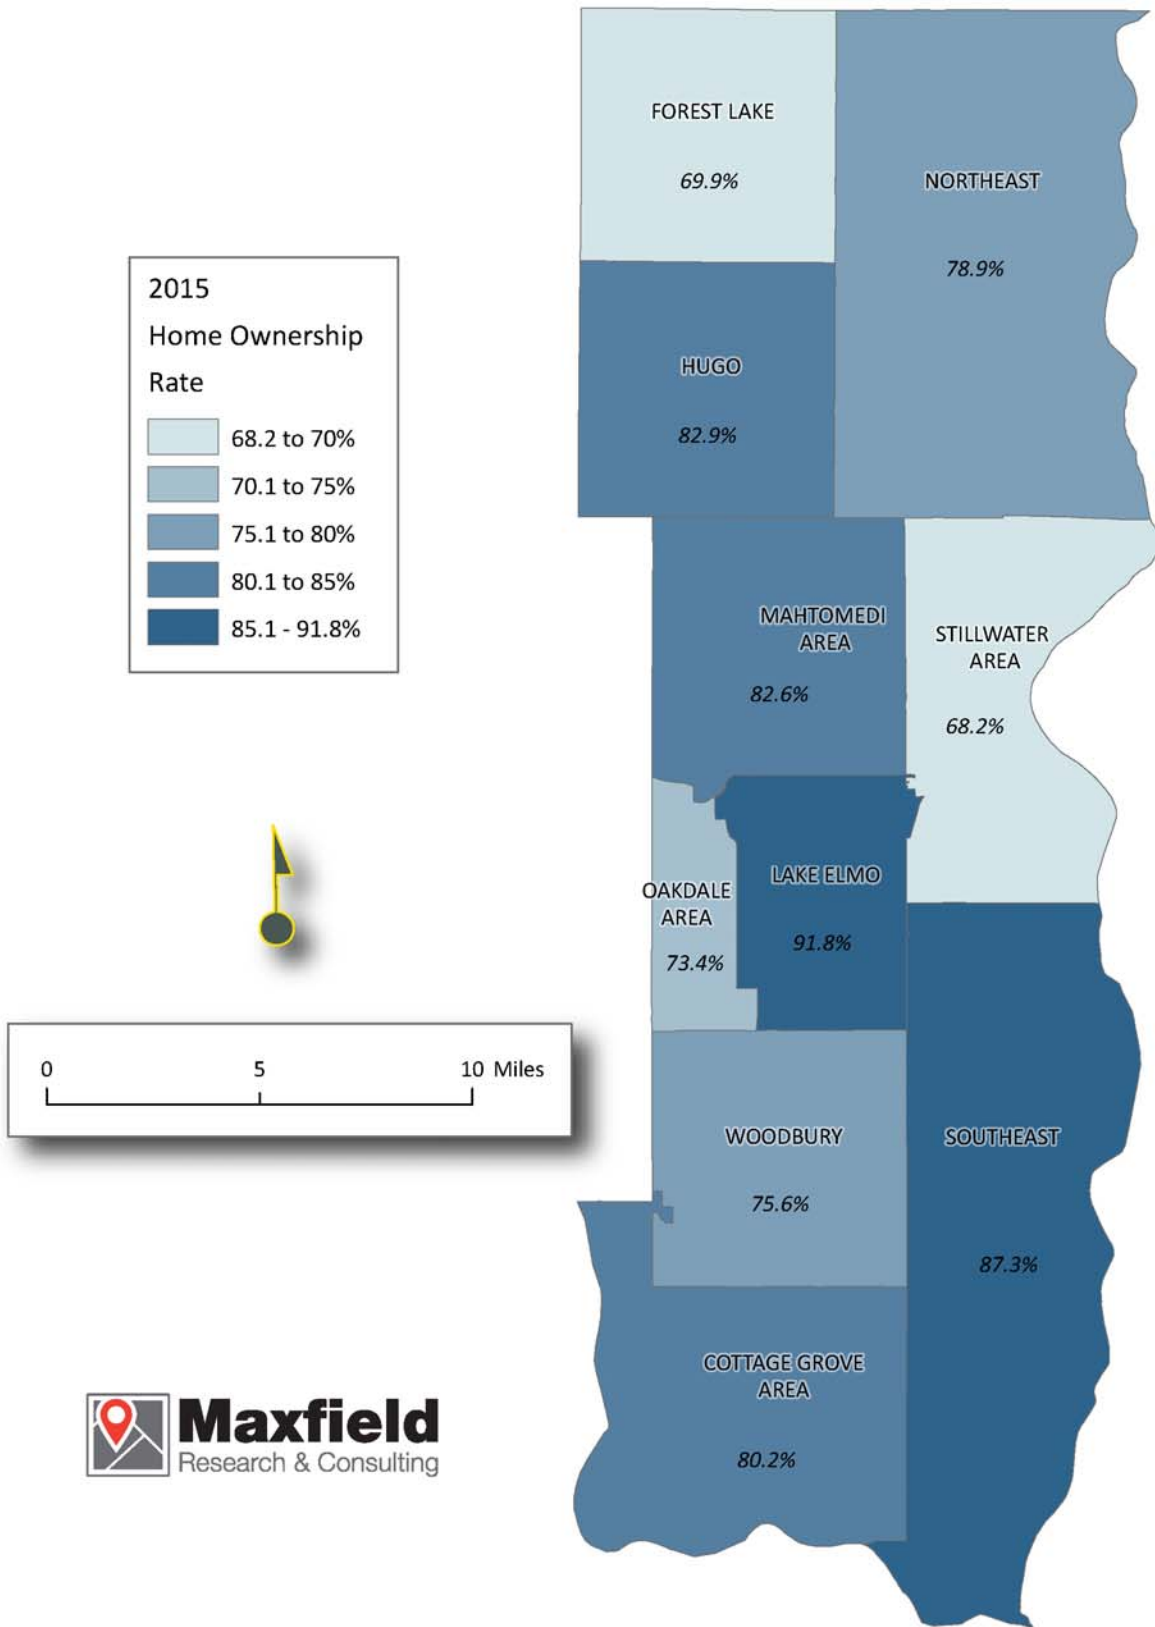 FOREST LAKE
69.9%
NORTHEAST
78.9%
2015
Home Ownership
Rate
68.2 to 70%
70.1 to 75%
75.1 to 80%
80.1 to 85%
85.1 - 91.8%
HUGO
82.9%
MAHTOMEDI
AREA
82.6%
STILLWATER
AREA
68.2%
OAKDALE
AREA
73.4%
LAKE ELMO
91.8%
0 5 10 Miles
WOODBURY
75.6%
SOUTHEAST
87.3%
COTTAGE GROVE
AREA
80.2%
Maxfield
Research & Consulting